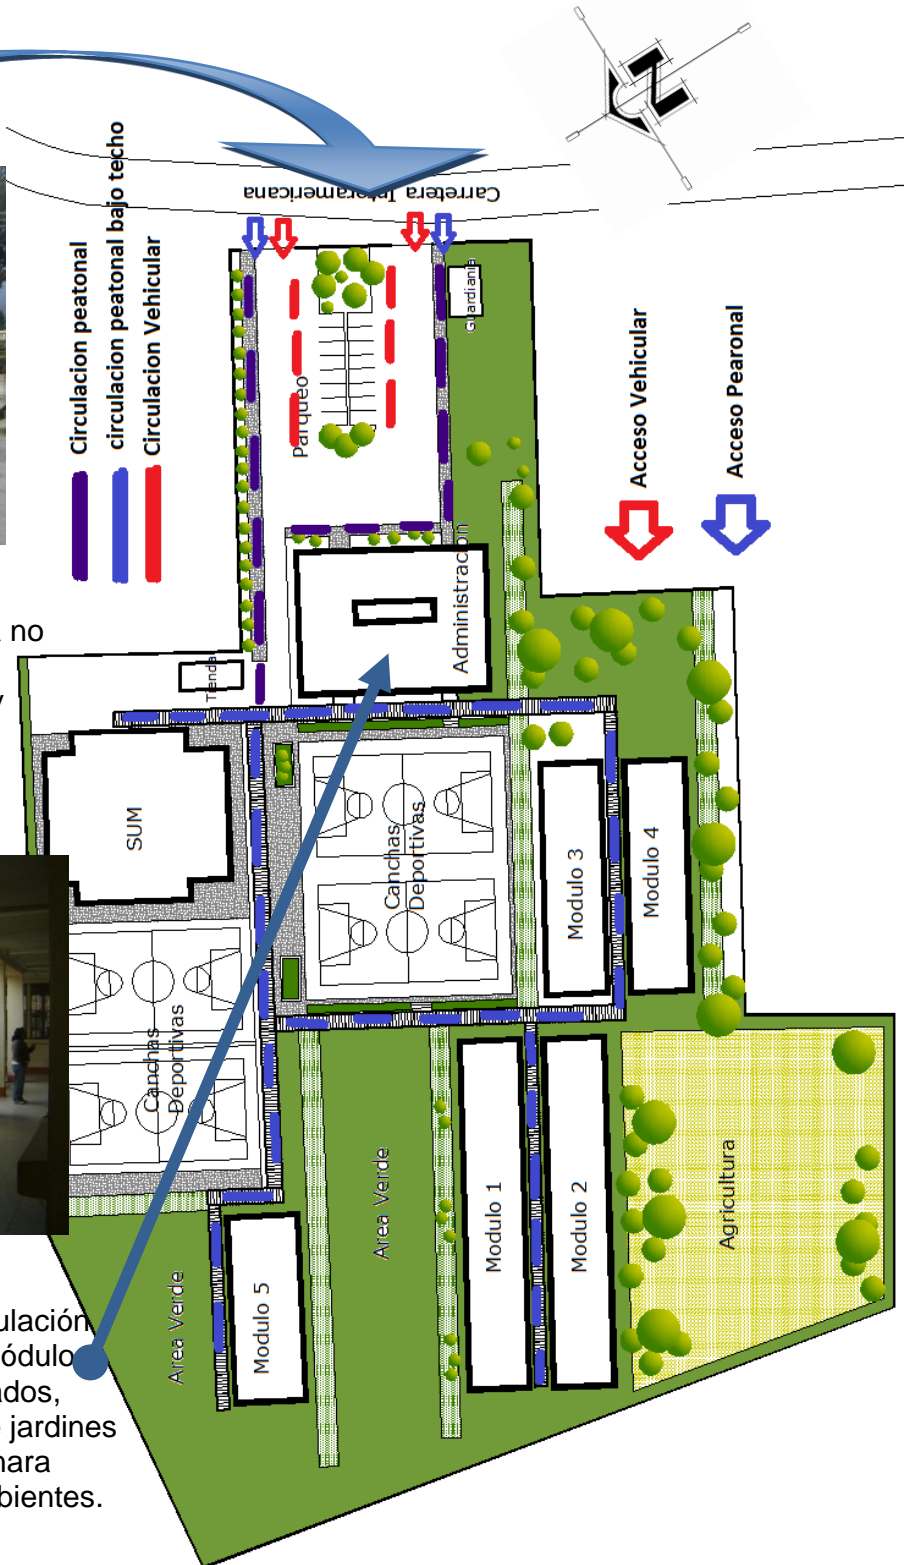 Carretera Interamericana
Circulacion peatonal
circulacion peatonal bajo techo
Circulacion Vehicular
Guardiania
Parqueo
Acceso Vehicular
Acceso Pearonal
Administracion
no
Tienda
y
SUM
Canchas
Deportivas
Modulo 3
Modulo 4
Canchas
Deportivas
Area Verde
Modulo 1
Modulo 2
Agricultura
Area Verde
Modulo 5
ulación
ódulo
ados,
jardines
bientes.
N